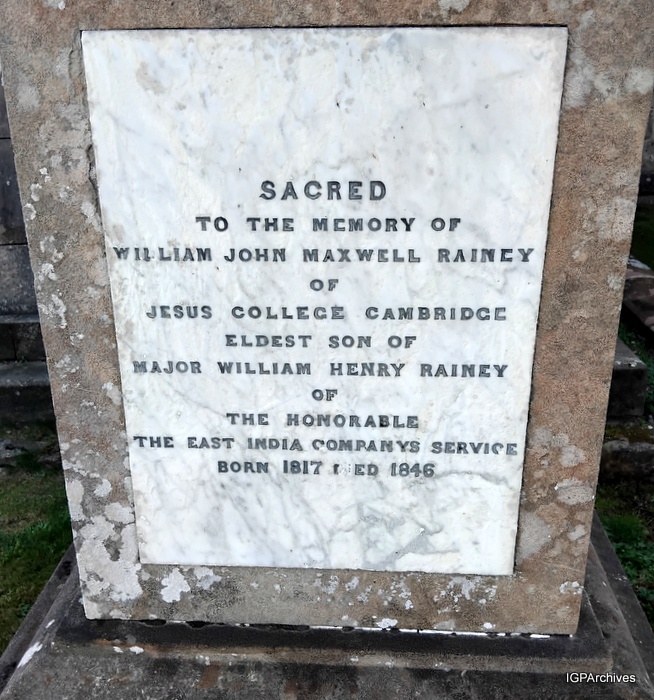 SACRED
TO THE MEMORY OF
WILLIAM JOHN MAXWELL RAINEY
OF
JESUS COLLEGE CAMBRIDGE
ELDEST SON OF
MAJOR WILLIAM HENRY RAINEY
OF
THE HONORABLE
THE EAST INDIA COMPANYS SERVICE
BORN 1817 DIED 1846
IGPArchives